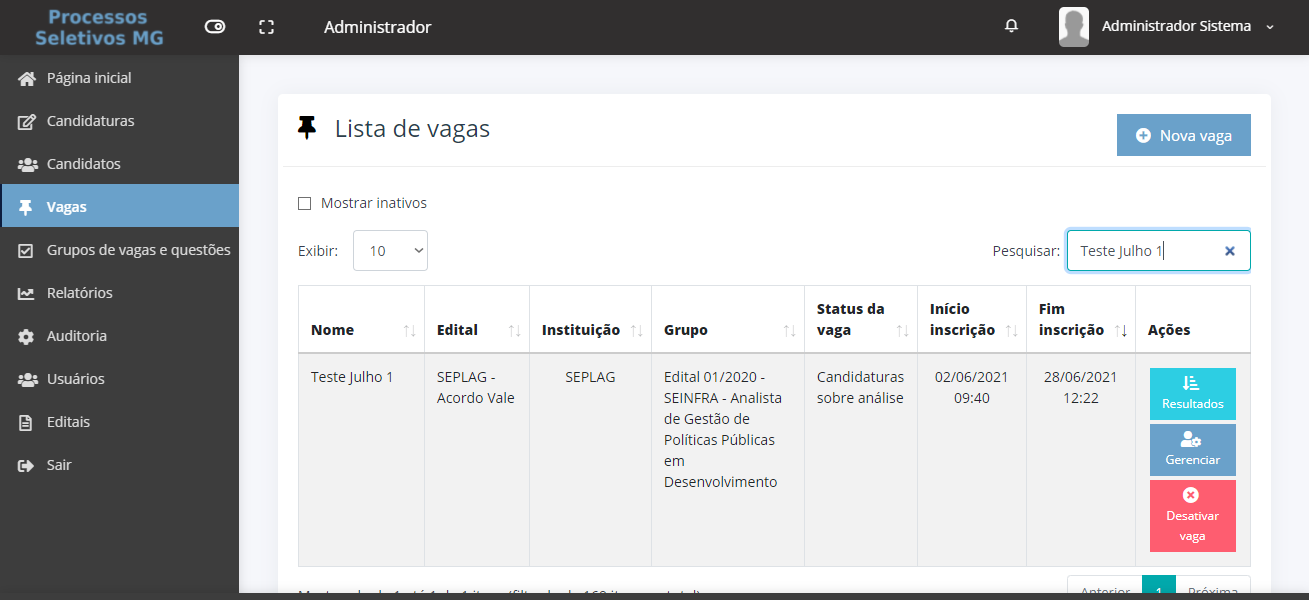 Processos
Seletivos MG
Administrador
Administrador Sistema
Página inicial
Candidaturas
Candidatos
Vagas
Grupos de vagas e questões
Relatórios
Auditoria
Usuários
Editais
Sair
Lista de vagas
Nova vaga
Mostrar inativos
Exibir: 10
Pesquisar: Teste Julho 1
Nome
Edital
Instituição
Grupo
Status da
vaga
Início
inscrição
Fim
inscrição
Ações
Teste Julho 1
SEPLAG -
Acordo Vale
SEPLAG
Edital 01/2020 -
SEINFRA - Analista
de Gestão de
Políticas Públicas
em
Desenvolvimento
Candidaturas
sobre análise
02/06/2021
09:40
28/06/2021
12:22
Resultados
Gerenciar
Desativar
vaga
Anterior 1 Próxima